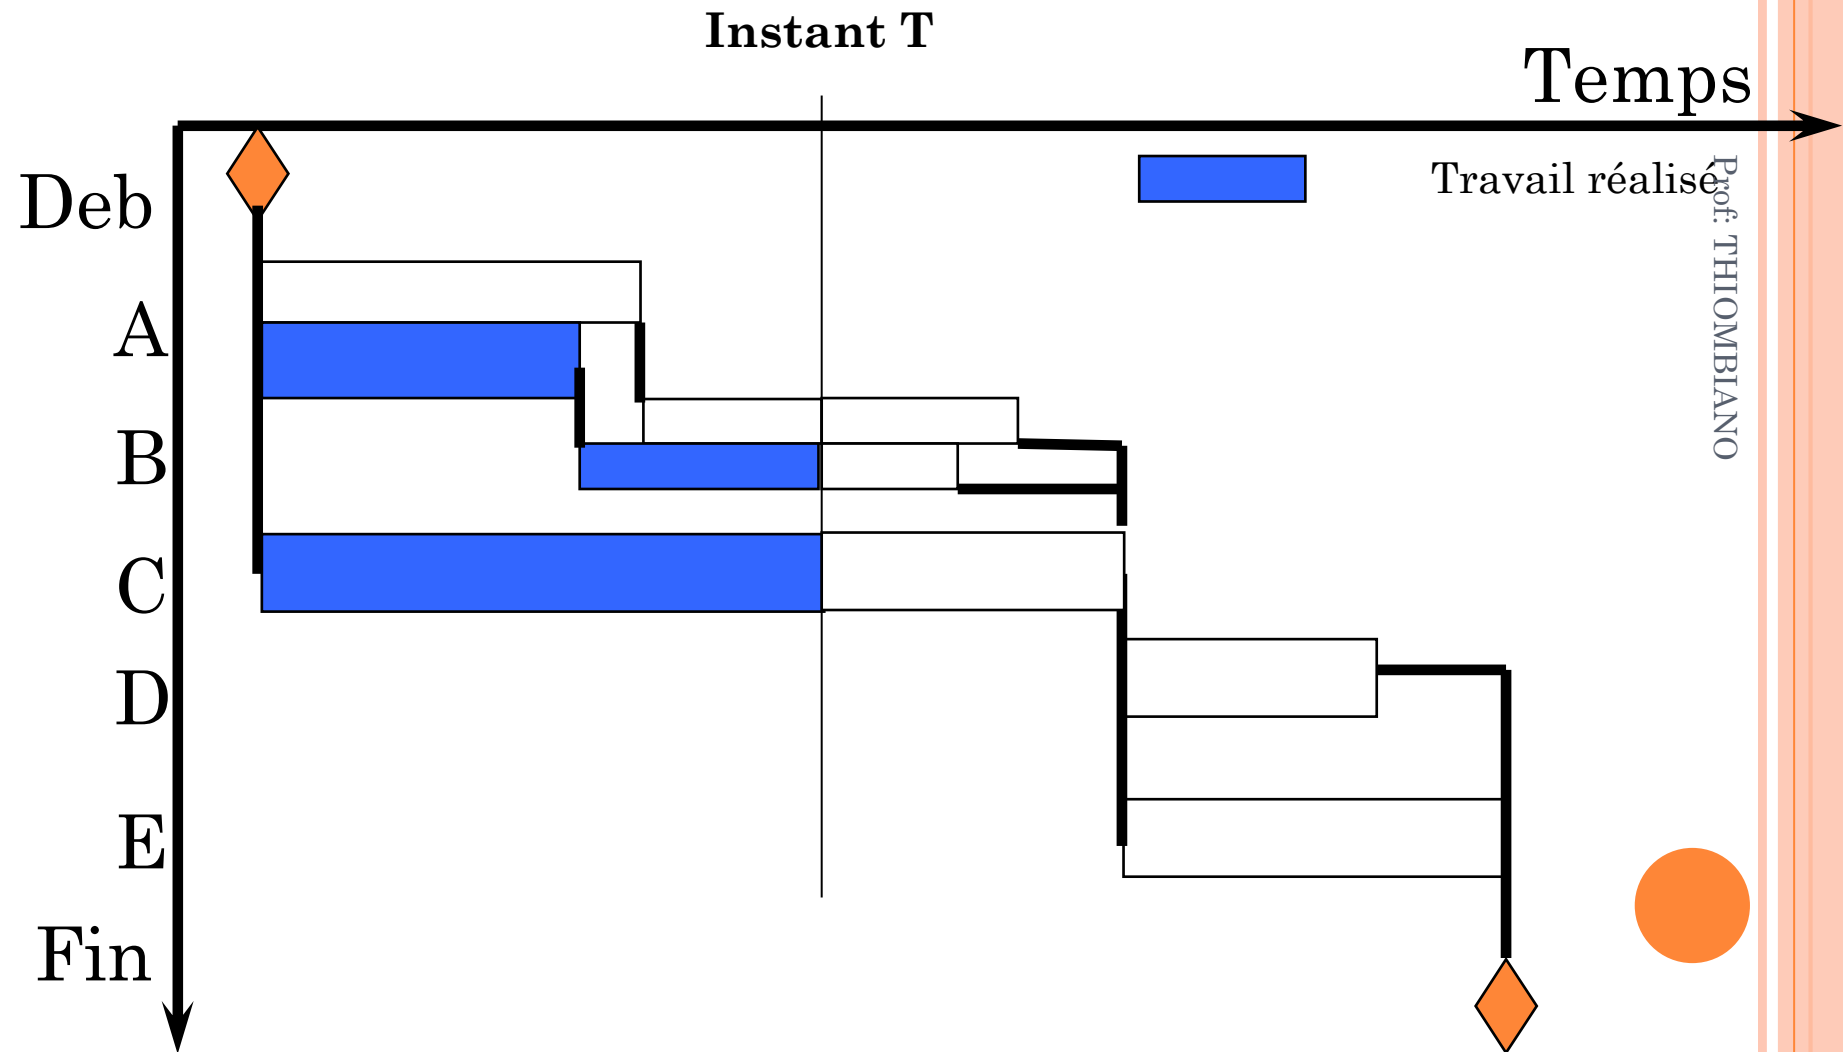 Instant T
Temps
Travail réalisé
Prof: THIOMBIANO
Deb
A
B
C
D
E
Fin